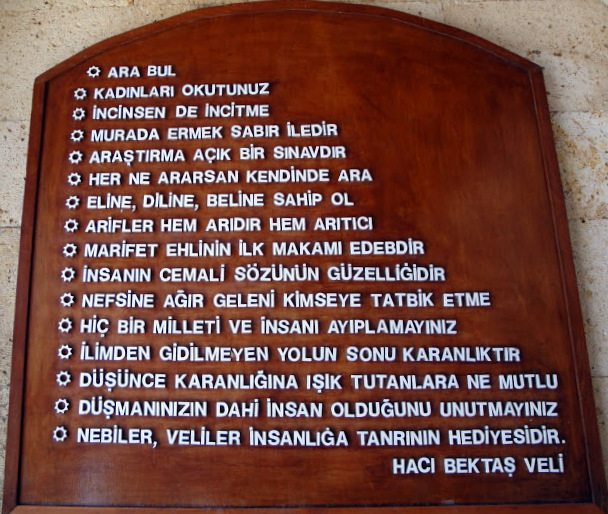 ARA BUL
KADINLARI OKUTUNUZ
İNCİNSEN DE İNCİTME
MURADA ERMEK SABIR İLEDİR
ARAŞTIRMA AÇIK BİR SINAVDIR
HER NE ARARSAN KENDİNDE ARA
ELİNE, DİLİNE, BELİNE SAHİP OL
ARİFLER HEM ARIDIR HEM ARITICI
MARİFET EHLİNİN İLK MAKAMI EDEBDİR
İNSANIN CEMALİ SÖZÜNÜN GÜZELLİĞİDİR
NEFSİNE AĞIR GELENİ KİMSEYE TATBİK ETME
HİÇ BİR MİLLETİ VE İNSANI AYIPLAMAYINIZ
İLİMDEN GİDİLMEYEN YOLUN SONU KARANLIKTIR
DÜŞÜNCE KARANLIĞINA IŞIK TUTANLARA NE MUTLU
DÜŞMANINIZIN DAHİ İNSAN OLDUĞUNU UNUTMAYINIZ
NEBİLER, VELİLER İNSANLIĞA TANRININ HEDİYESİDİR.
HACI BEKTAŞ VELİ